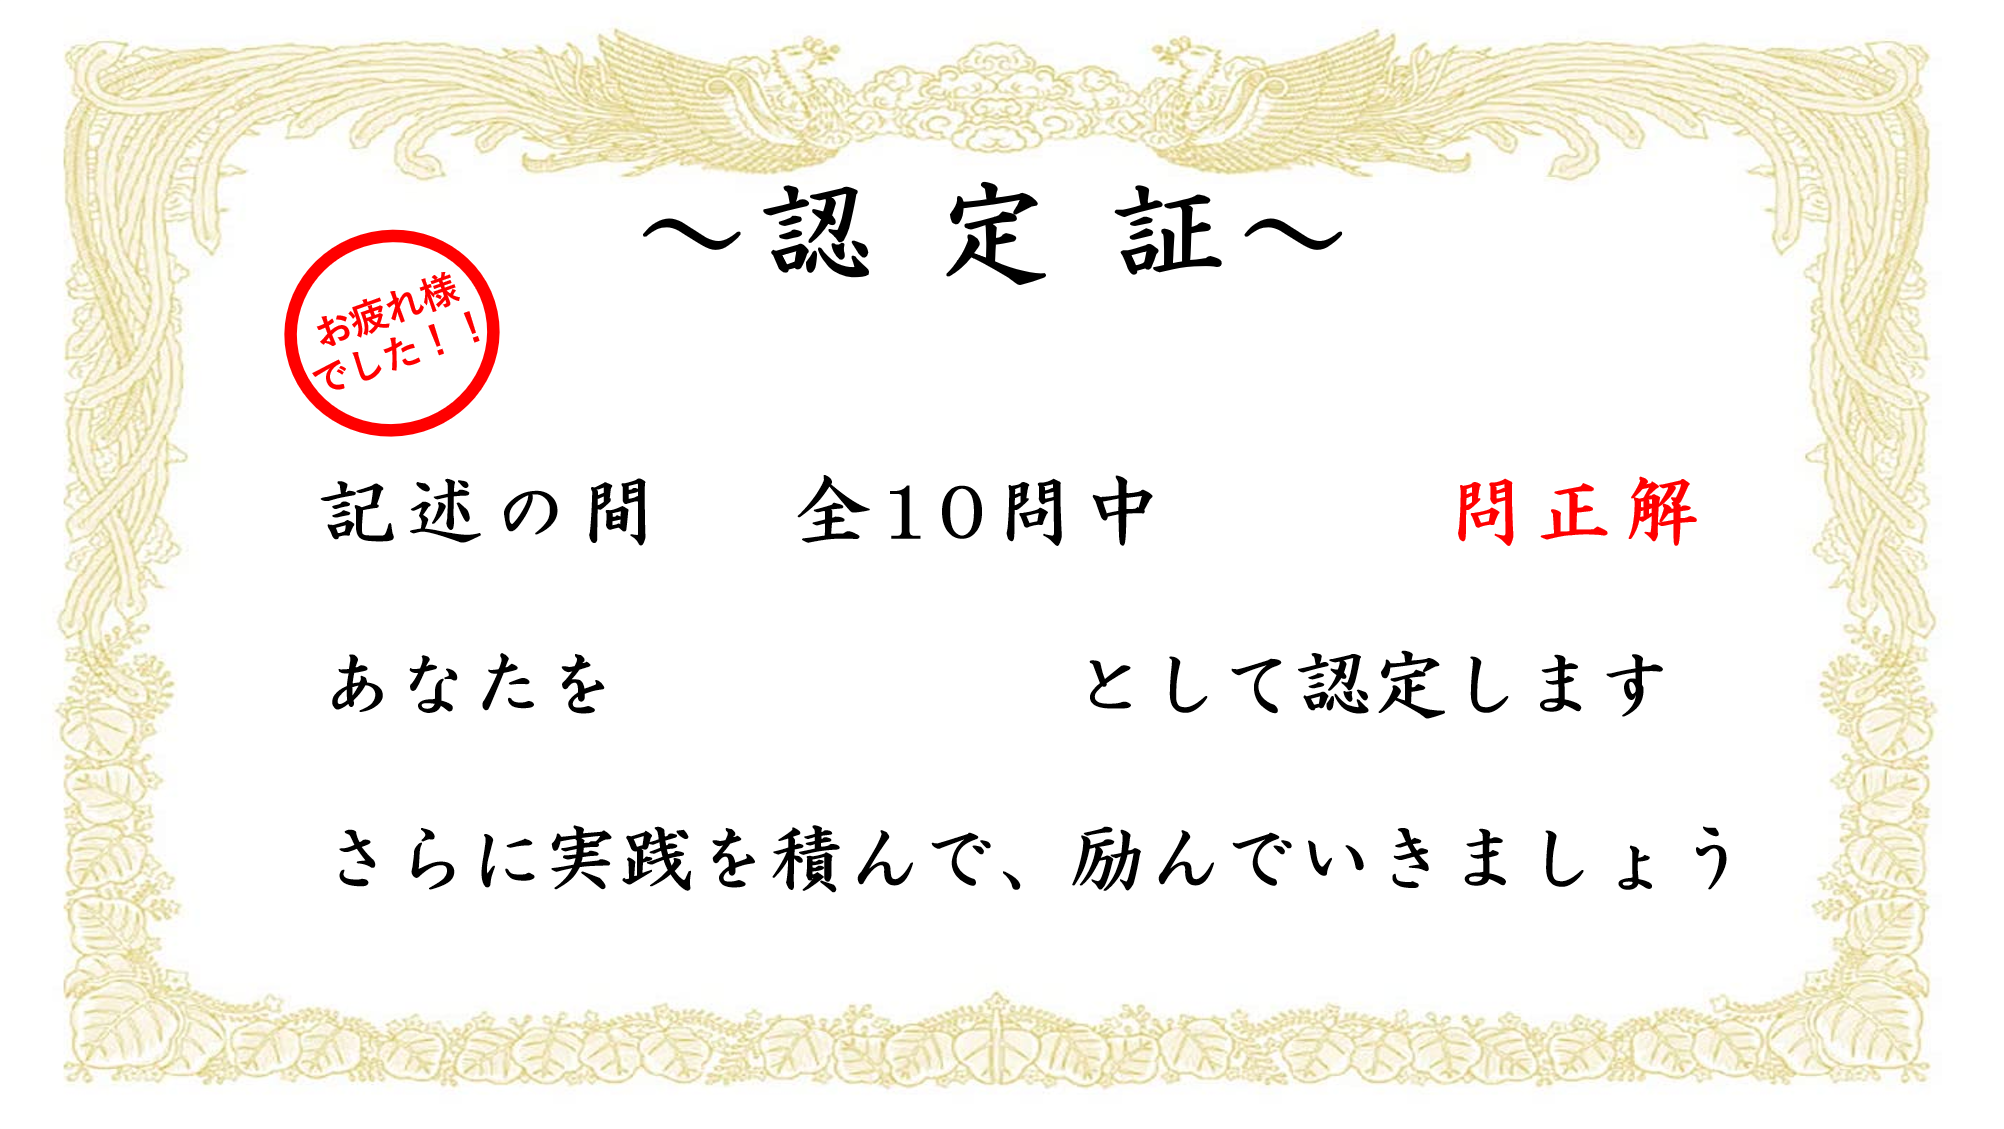 ～認 定 証～
お疲れ様
でした！！
記述の間 全10問中 問正解
あなたを として認定します
さらに実践を積んで、励んでいきましょう